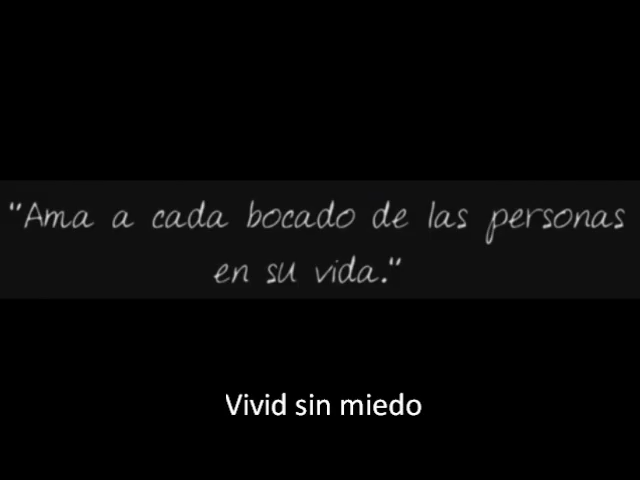 "Ama a cada bocado de las personas
en su vida."
Vivid sin miedo